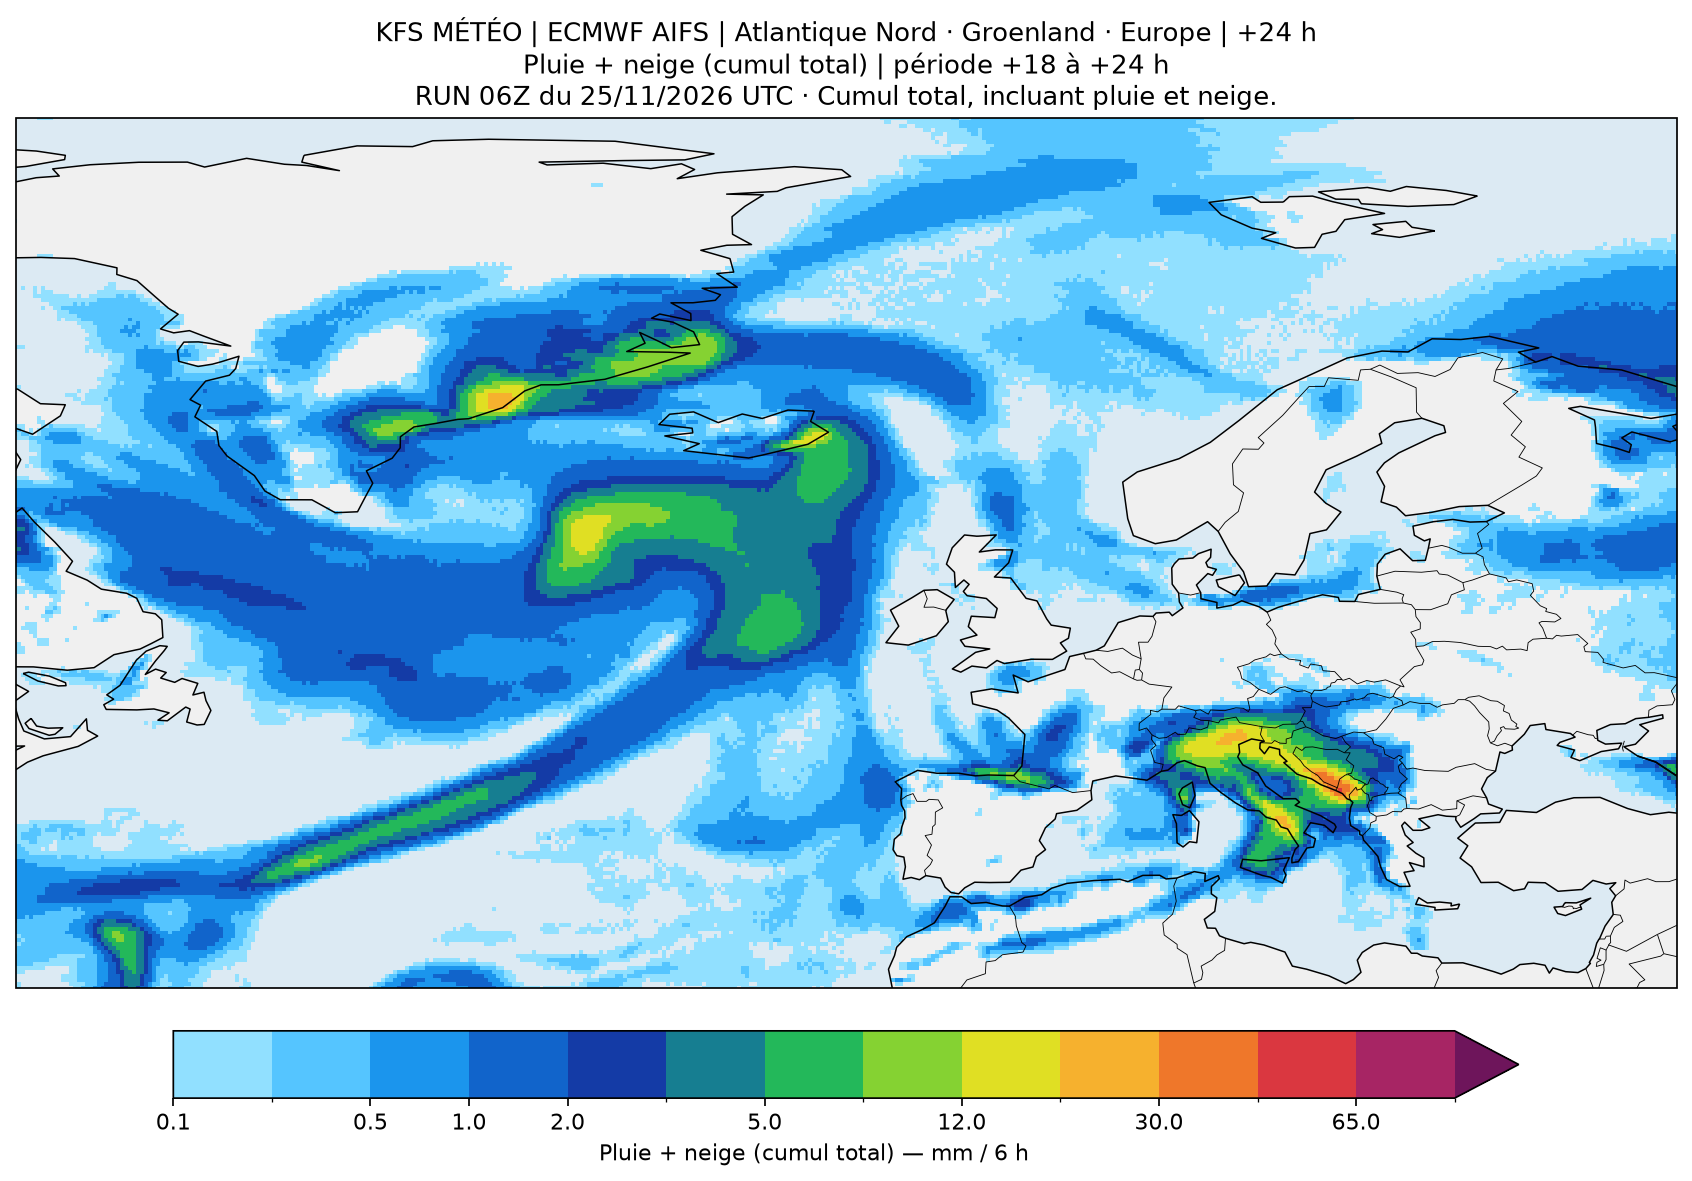 KFS MÉTÉO | ECMWF AIFS | Atlantique Nord · Groenland · Europe | +24 h
Pluie + neige (cumul total) | période +18 à +24 h
RUN 06Z du 25/11/2026 UTC · Cumul total, incluant pluie et neige.
0.1 0.5 1.0 2.0 5.0 12.0 30.0 65.0
Pluie + neige (cumul total) — mm / 6 h